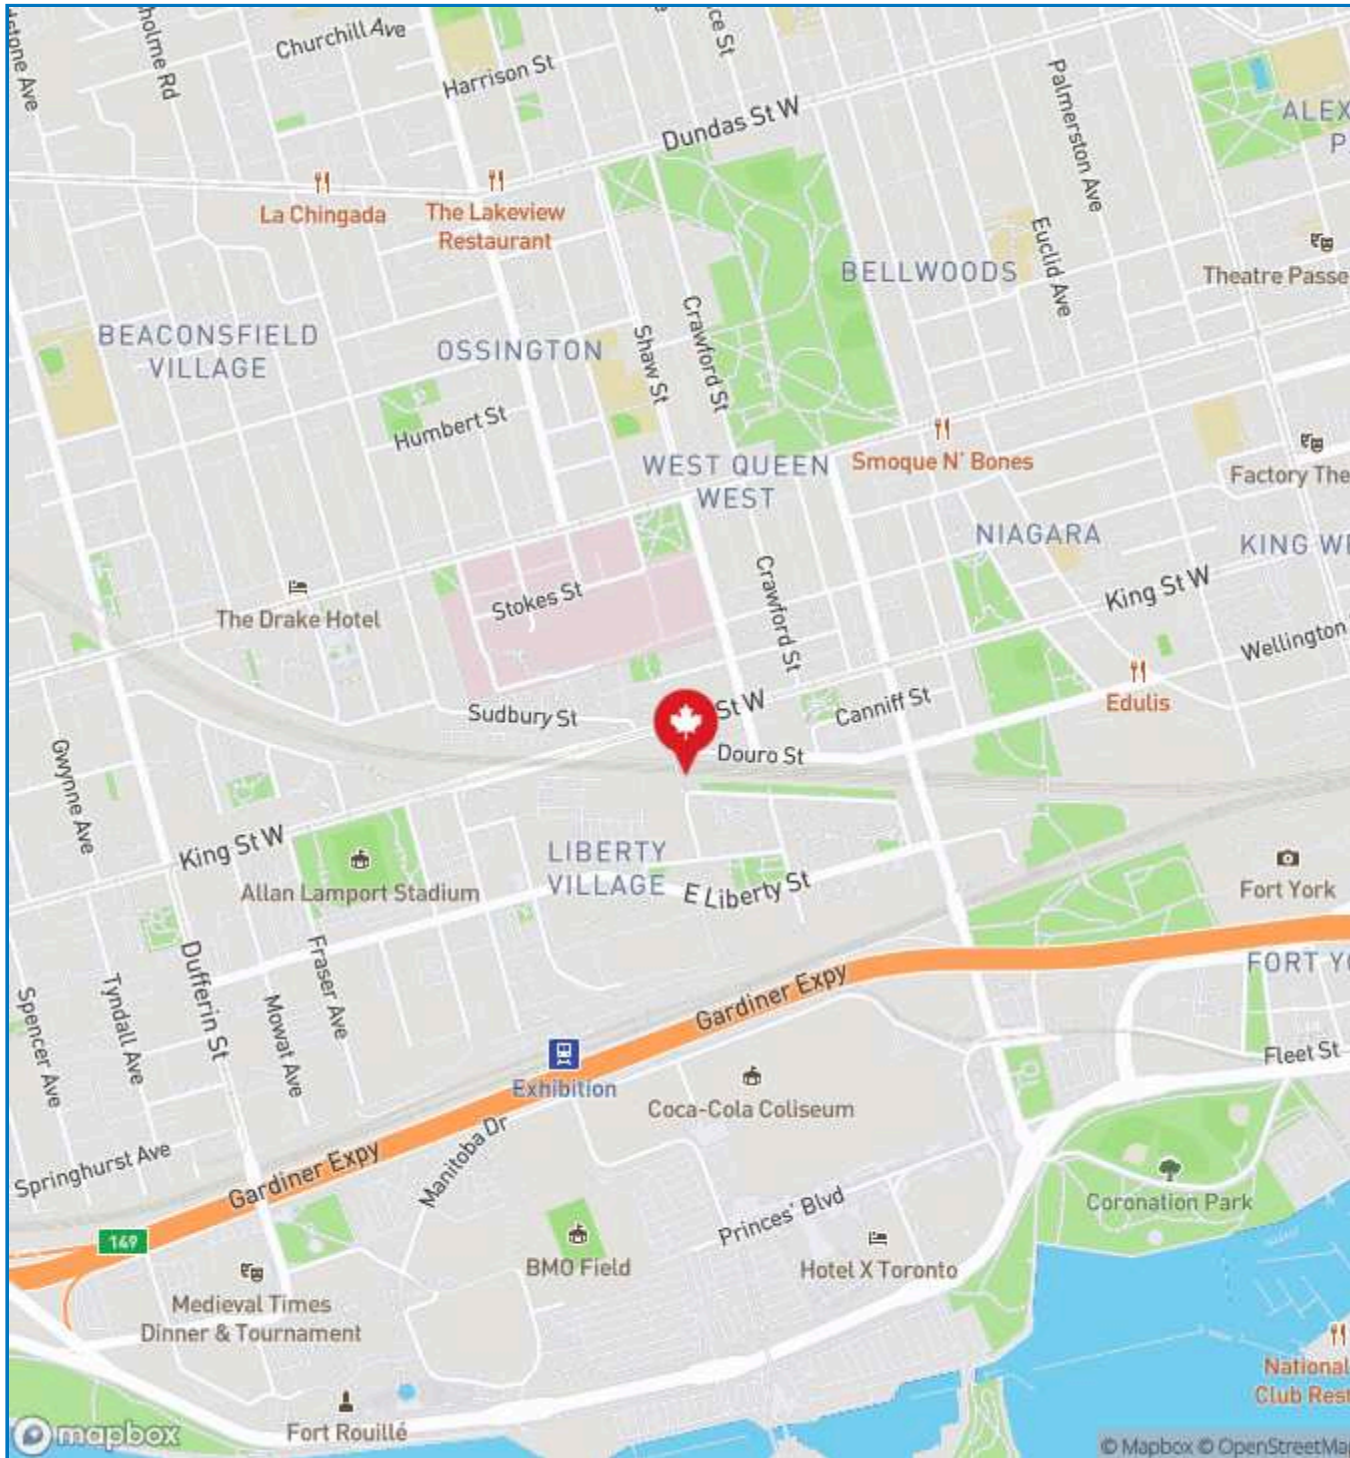 Churchill Ave
Harrison St
Dundas St W
Palmerston Ave
La Chingada
The Lakeview
Restaurant
Euclid Ave
BELLWOODS
Theatre Passe
BEACONSFIELD
VILLAGE
OSSINGTON
Shaw St
Crawford St
Humbert St
WEST QUEEN
WEST
Smoque N' Bones
Factory The
NIAGARA
KING WE
The Drake Hotel
Stokes St
Crawford St
King St W
Wellington
Sudbury St
St W
Canniff St
Edulis
Douro St
Gwynne Ave
King St W
Allan Lamport Stadium
LIBERTY
VILLAGE
E Liberty St
Fort York
Spencer Ave
Tyndall Ave
Dufferin St
Mowat Ave
Fraser Ave
Gardiner Expy
FORT YO
Fleet St
Exhibition
Coca-Cola Coliseum
Springhurst Ave
Gardiner Expy
Manitoba Dr
Coronation Park
Princes' Blvd
149
BMO Field
Hotel X Toronto
Medieval Times
Dinner & Tournament
National
Club Rest
Fort Rouillé
mapbox
© Mapbox © OpenStreetMap